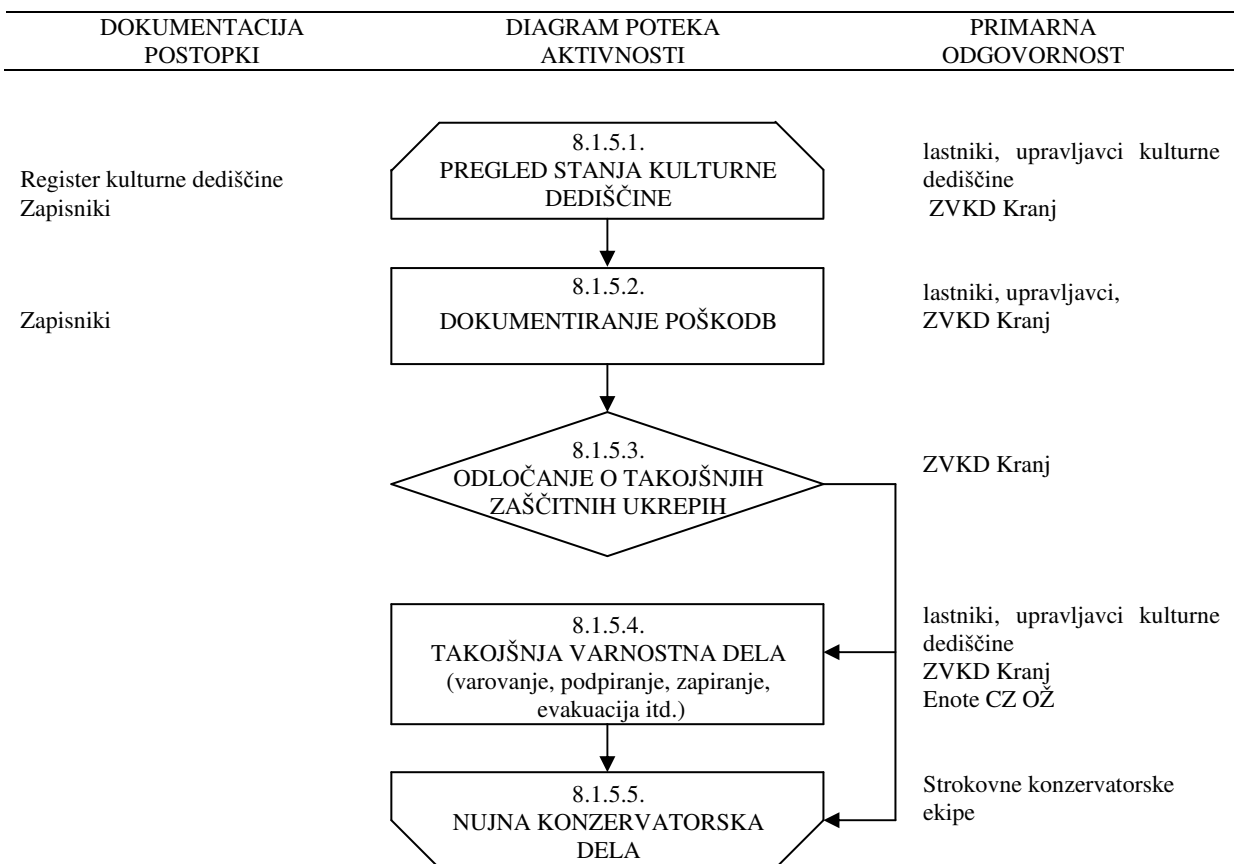 DOKUMENTACIJA
POSTOPKI
DIAGRAM POTEKA
AKTIVNOSTI
PRIMARNA
ODGOVORNOST
Register kulturne dediščine
Zapisniki
8.1.5.1.
PREGLED STANJA KULTURNE
DEDIŠČINE
lastniki, upravljavci kulturne
dediščine
ZVKD Kranj
Zapisniki
8.1.5.2.
DOKUMENTIRANJE POŠKODB
lastniki, upravljavci,
ZVKD Kranj
8.1.5.3.
ODLOČANJE O TAKOJŠNJIH
ZAŠČITNIH UKREPIH
ZVKD Kranj
8.1.5.4.
TAKOJŠNJA VARNOSTNA DELA
(varovanje, podpiranje, zapiranje,
evakuacija itd.)
lastniki, upravljavci kulturne
dediščine
ZVKD Kranj
Enote CZ OŽ
8.1.5.5.
NUJNA KONZERVATORSKA
DELA
Strokovne konzervatorske
ekipe